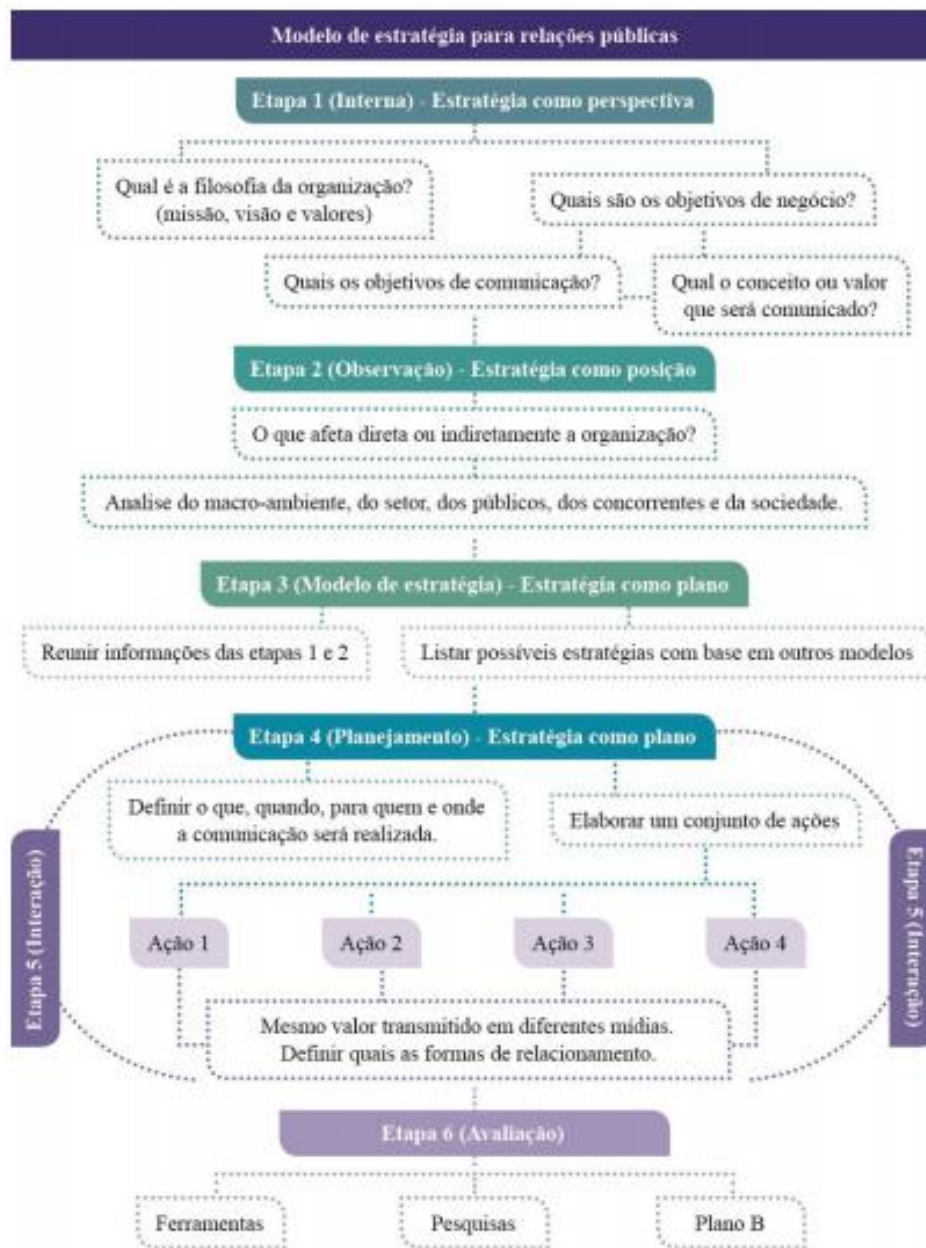 Modelo de estratégia para relações públicas
Etapa 1 (Interna) - Estratégia como perspectiva
Qual é a filosofia da organização?
(missão, visão e valores)
Quais são os objetivos de negócio?
Quais os objetivos de comunicação?
Qual o conceito ou valor
que será comunicado?
Etapa 2 (Observação) - Estratégia como posição
O que afeta direta ou indiretamente a organização?
Analise do macro-ambiente, do setor, dos públicos, dos concorrentes e da sociedade.
Etapa 3 (Modelo de estratégia) - Estratégia como plano
Reunir informações das etapas 1 e 2
Listar possíveis estratégias com base em outros modelos
Etapa 4 (Planejamento) - Estratégia como plano
Definir o que, quando, para quem e onde
a comunicação será realizada.
Elaborar um conjunto de ações
Etapa 5 (Interação)
Etapa 5 (Interação)
Ação 1
Ação 2
Ação 3
Ação 4
Mesmo valor transmitido em diferentes mídias.
Definir quais as formas de relacionamento.
Etapa 6 (Avaliação)
Ferramentas
Pesquisas
Plano B